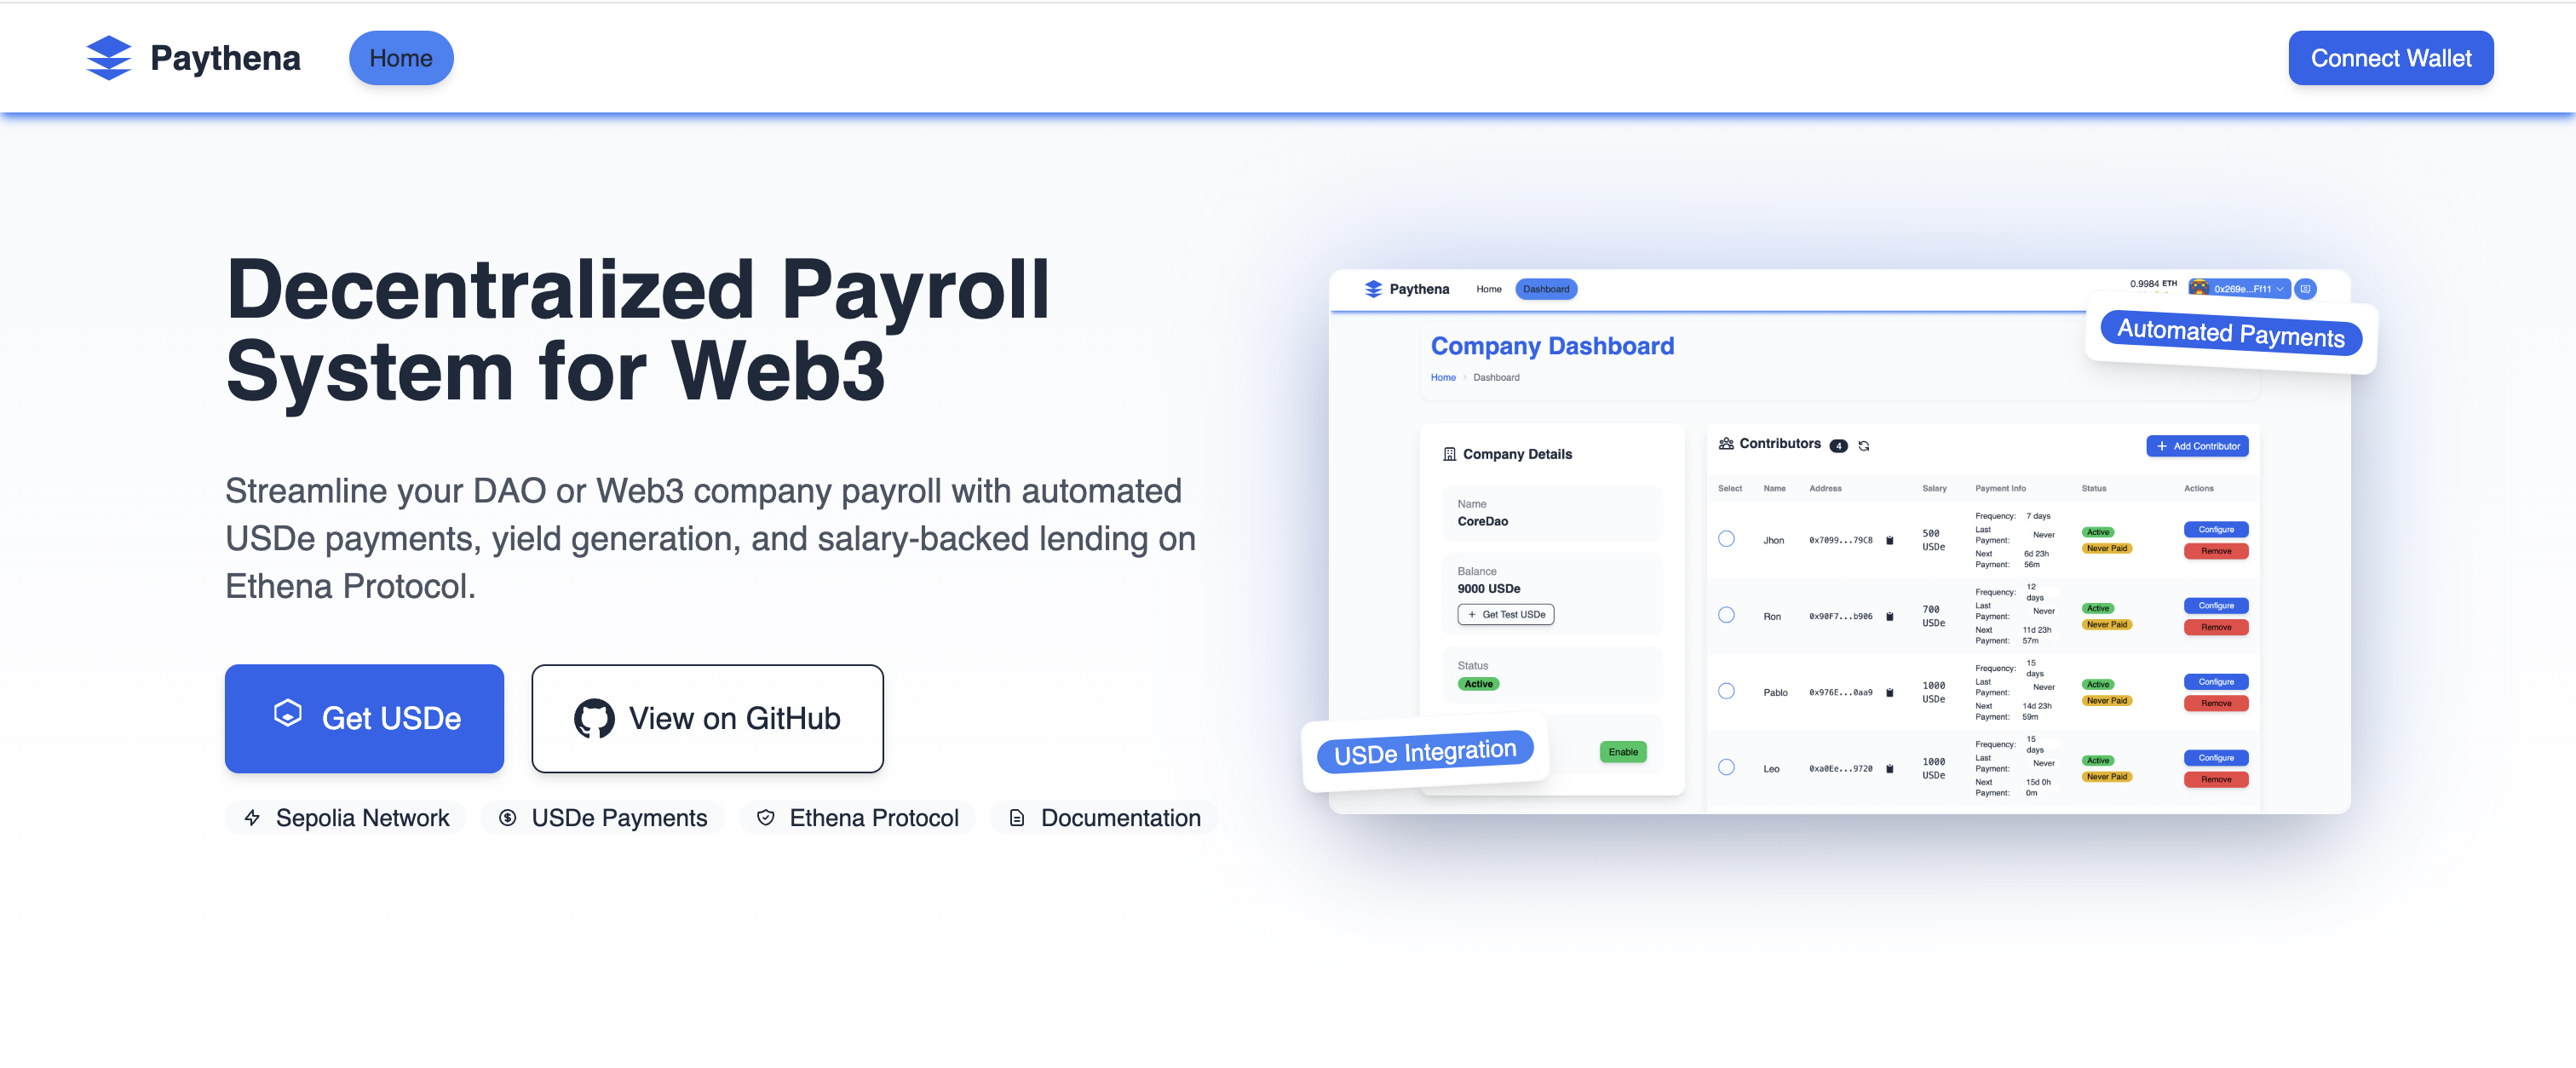 Paythena
Home
Connect Wallet
Decentralized Payroll
System for Web3
Streamline your DAO or Web3 company payroll with automated
USDe payments, yield generation, and salary-backed lending on
Ethena Protocol.
Get USDe
View on GitHub
Sepolia Network
USDe Payments
Ethena Protocol
Documentation
Paythena
Home
Dashboard
0.9984 ETH
0x269e...Ff11
Automated Payments
Company Dashboard
Home > Dashboard
Company Details
Name
CoreDao
Balance
9000 USDe
+ Get Test USDe
Status
Active
Enable
USDe Integration
Contributors 4
+ Add Contributor
Select Name Address Salary Payment Info Status Actions
Jhon 0x7099...79C8
500
USDe
Frequency: 7 days
Last
Payment: Never
Next
Payment: 6d 23h
56m
Active
Never Paid
Configure
Remove
Ron 0x90F7...b906
700
USDe
Frequency: 12
days
Last
Payment: Never
Next
Payment: 11d 23h
57m
Active
Never Paid
Configure
Remove
Pablo 0x976E...0aa9
1000
USDe
Frequency: 15
days
Last
Payment: Never
Next
Payment: 14d 23h
59m
Active
Never Paid
Configure
Remove
Leo 0xa0Ee...9720
1000
USDe
Frequency: 15
days
Last
Payment: Never
Next
Payment: 15d 0h
0m
Active
Never Paid
Configure
Remove